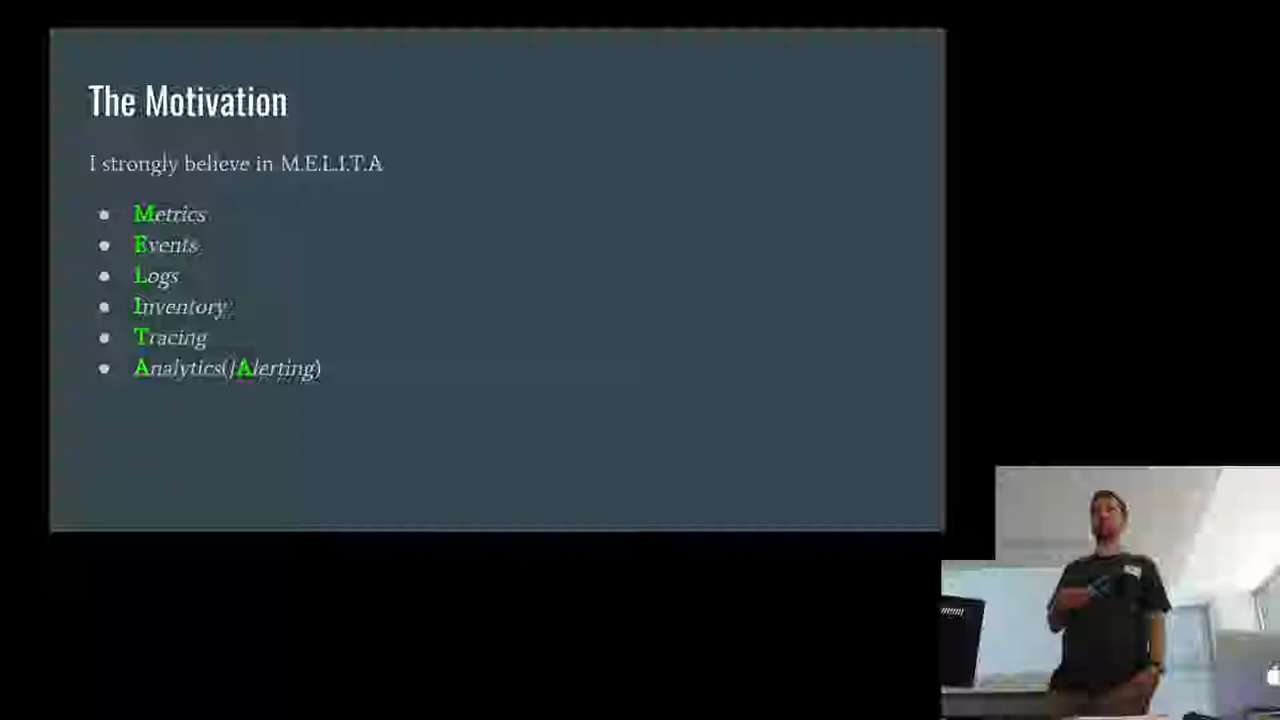 The Motivation
I strongly believe in M.E.L.I.T.A
Metrics
Events
Logs
Inventory
Tracing
Analytics(/Alerting)